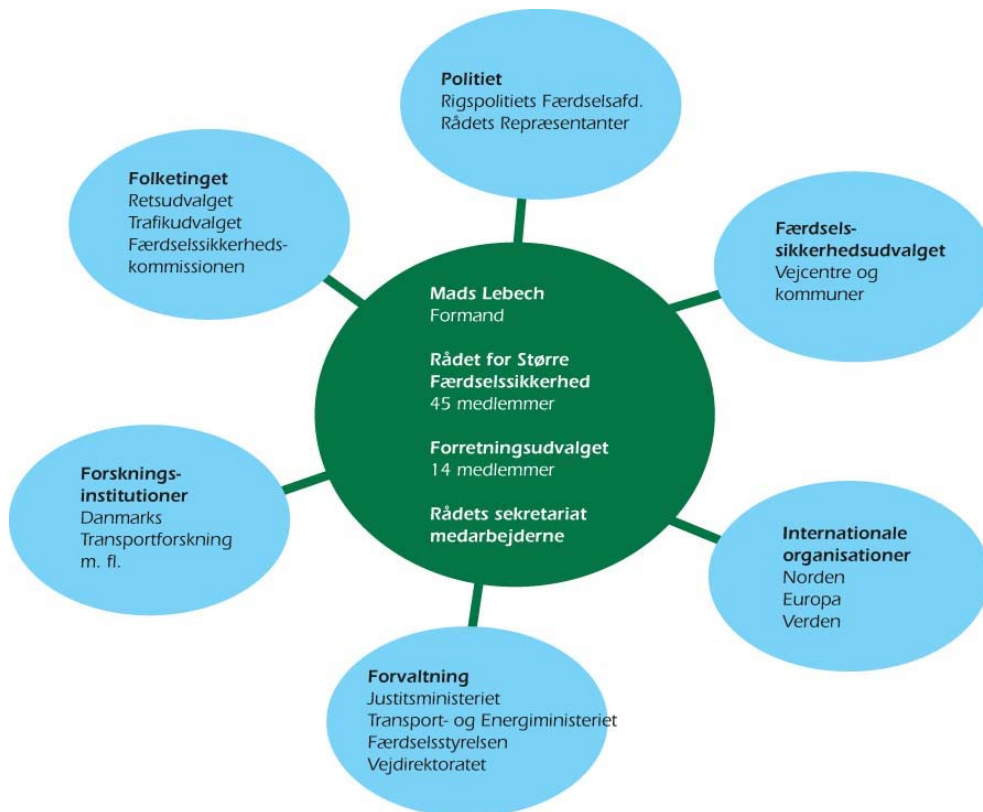 Politiet
Rigspolitiets Færdselsafd.
Rådets Repræsentanter
Folketinget
Retsudvalget
Trafikudvalget
Færdselssikkerheds-
kommissionen
Færdsels-
sikkerhedsudvalget
Vejcentre og
kommuner
Mads Lebech
Formand
Rådet for Større
Færdselssikkerhed
45 medlemmer
Forretningsudvalget
14 medlemmer
Rådets sekretariat
medarbejderne
Forsknings-
institutioner
Danmarks
Transportforskning
m. fl.
Internationale
organisationer
Norden
Europa
Verden
Forvaltning
Justitsministeriet
Transport- og Energiministeriet
Færdselsstyrelsen
Vejdirektoratet